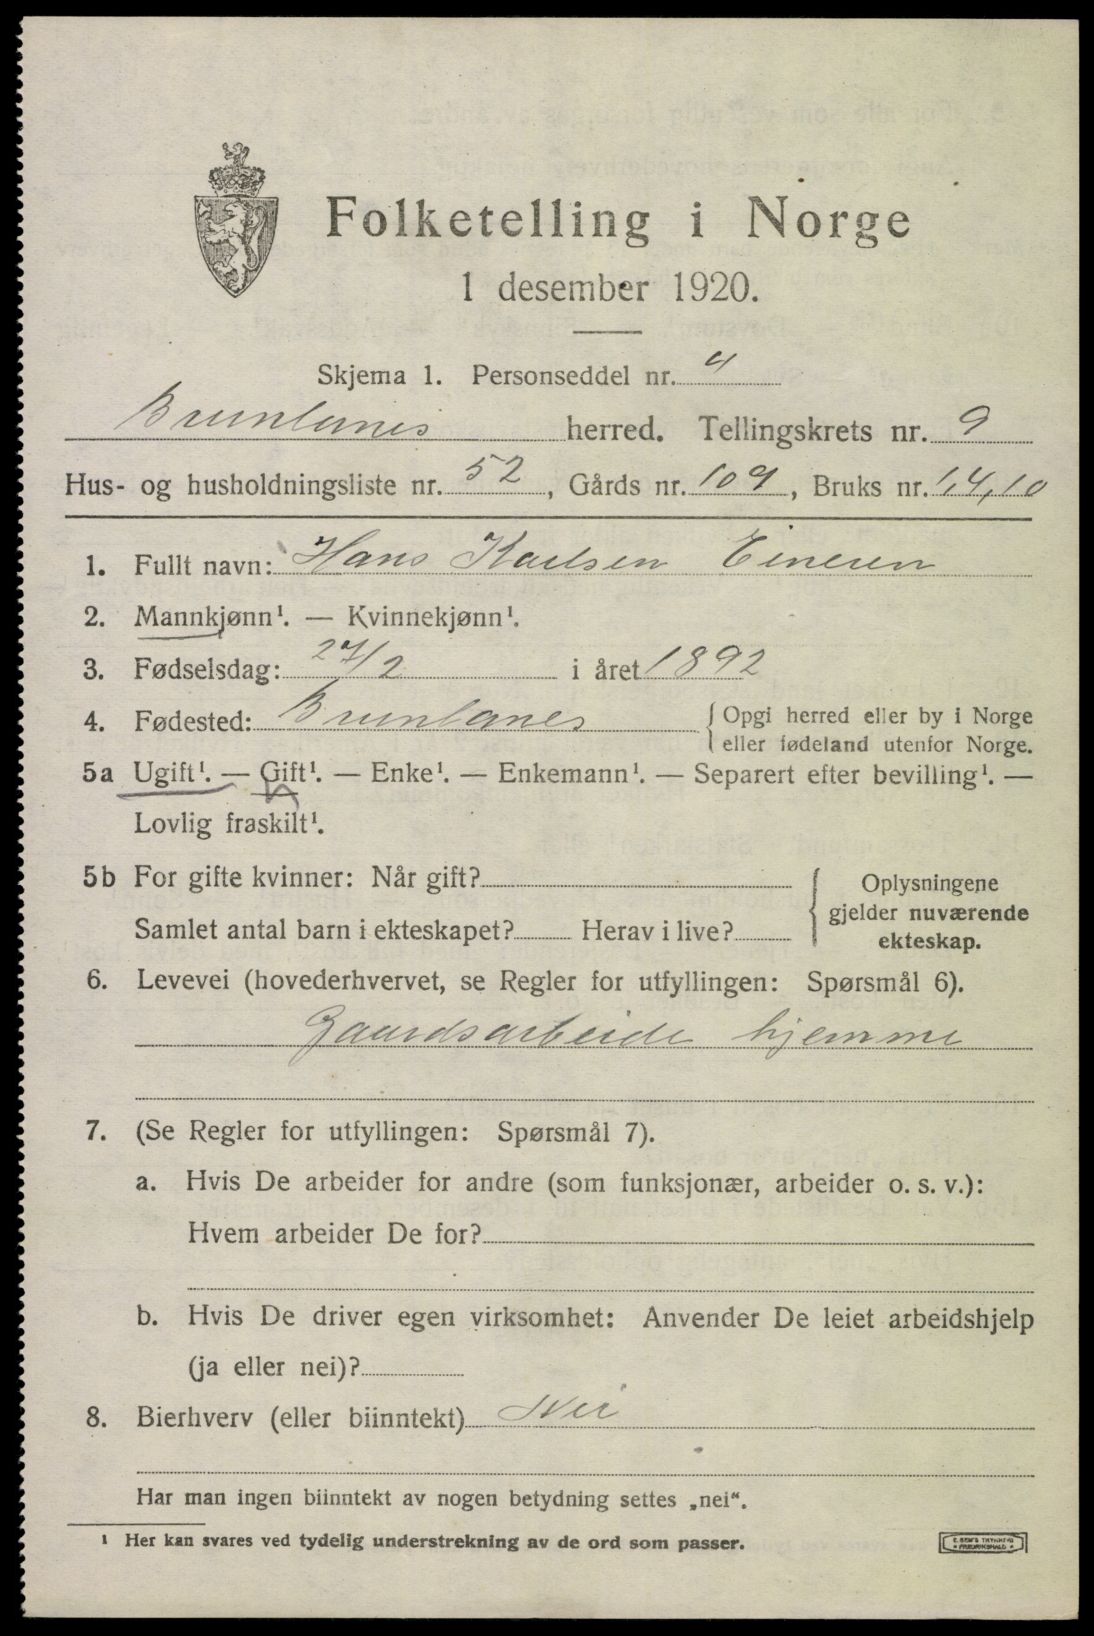 Folketelling i Norge
1 desember 1920.
Skjema 1. Personseddel nr. 4
Brunlanes herred. Tellingskrets nr. 9
Hus- og husholdningsliste nr. 52, Gårds nr. 109, Bruks nr. 1,4,10
1. Fullt navn: Hans Karlsen
2. Mannkjønn¹. — Kvinnekjønn¹.
3. Fødselsdag: 27/2 i året 1892
4. Fødested: Brunlanes { Opgi herred eller by i Norge
eller fødeland utenfor Norge.
5a Ugift¹. — Gift¹. — Enke¹. — Enkemann¹. — Separert efter bevilling¹. —
Lovlig fraskilt¹.
5b For gifte kvinner: Når gift? { Oplysningene
gjelder nuværende
Samlet antal barn i ekteskapet? Herav i live? ekteskap.
6. Levevei (hovederhvervet, se Regler for utfyllingen: Spørsmål 6).
Gaardsarbeide hjemme
7. (Se Regler for utfyllingen: Spørsmål 7).
a. Hvis De arbeider for andre (som funksjonær, arbeider o. s. v.):
Hvem arbeider De for?
b. Hvis De driver egen virksomhet: Anvender De leiet arbeidshjelp
(ja eller nei)?
8. Bierhverv (eller biinntekt) Nei
Har man ingen biinntekt av nogen betydning settes „nei“.
¹ Her kan svares ved tydelig understrekning av de ord som passer.